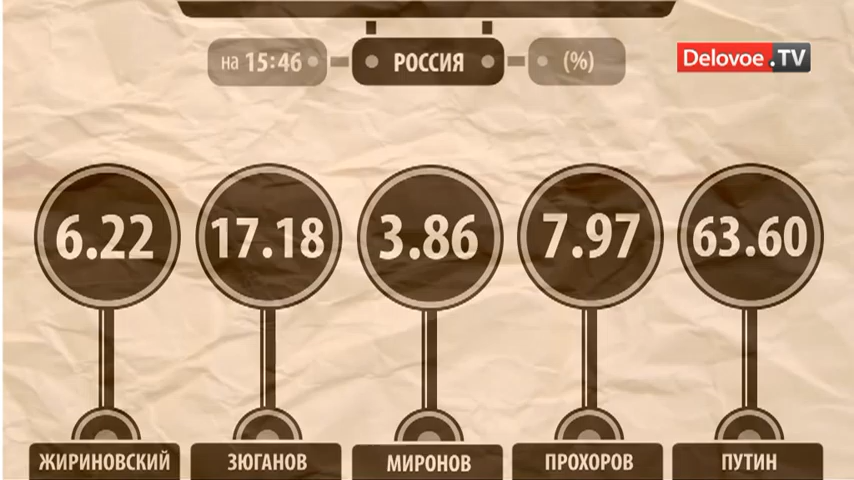 на 15:46
РОССИЯ
(%)
Delovoe.TV
6.22
17.18
3.86
7.97
63.60
ЖИРИНОВСКИЙ
ЗЮГАНОВ
МИРОНОВ
ПРОХОРОВ
ПУТИН